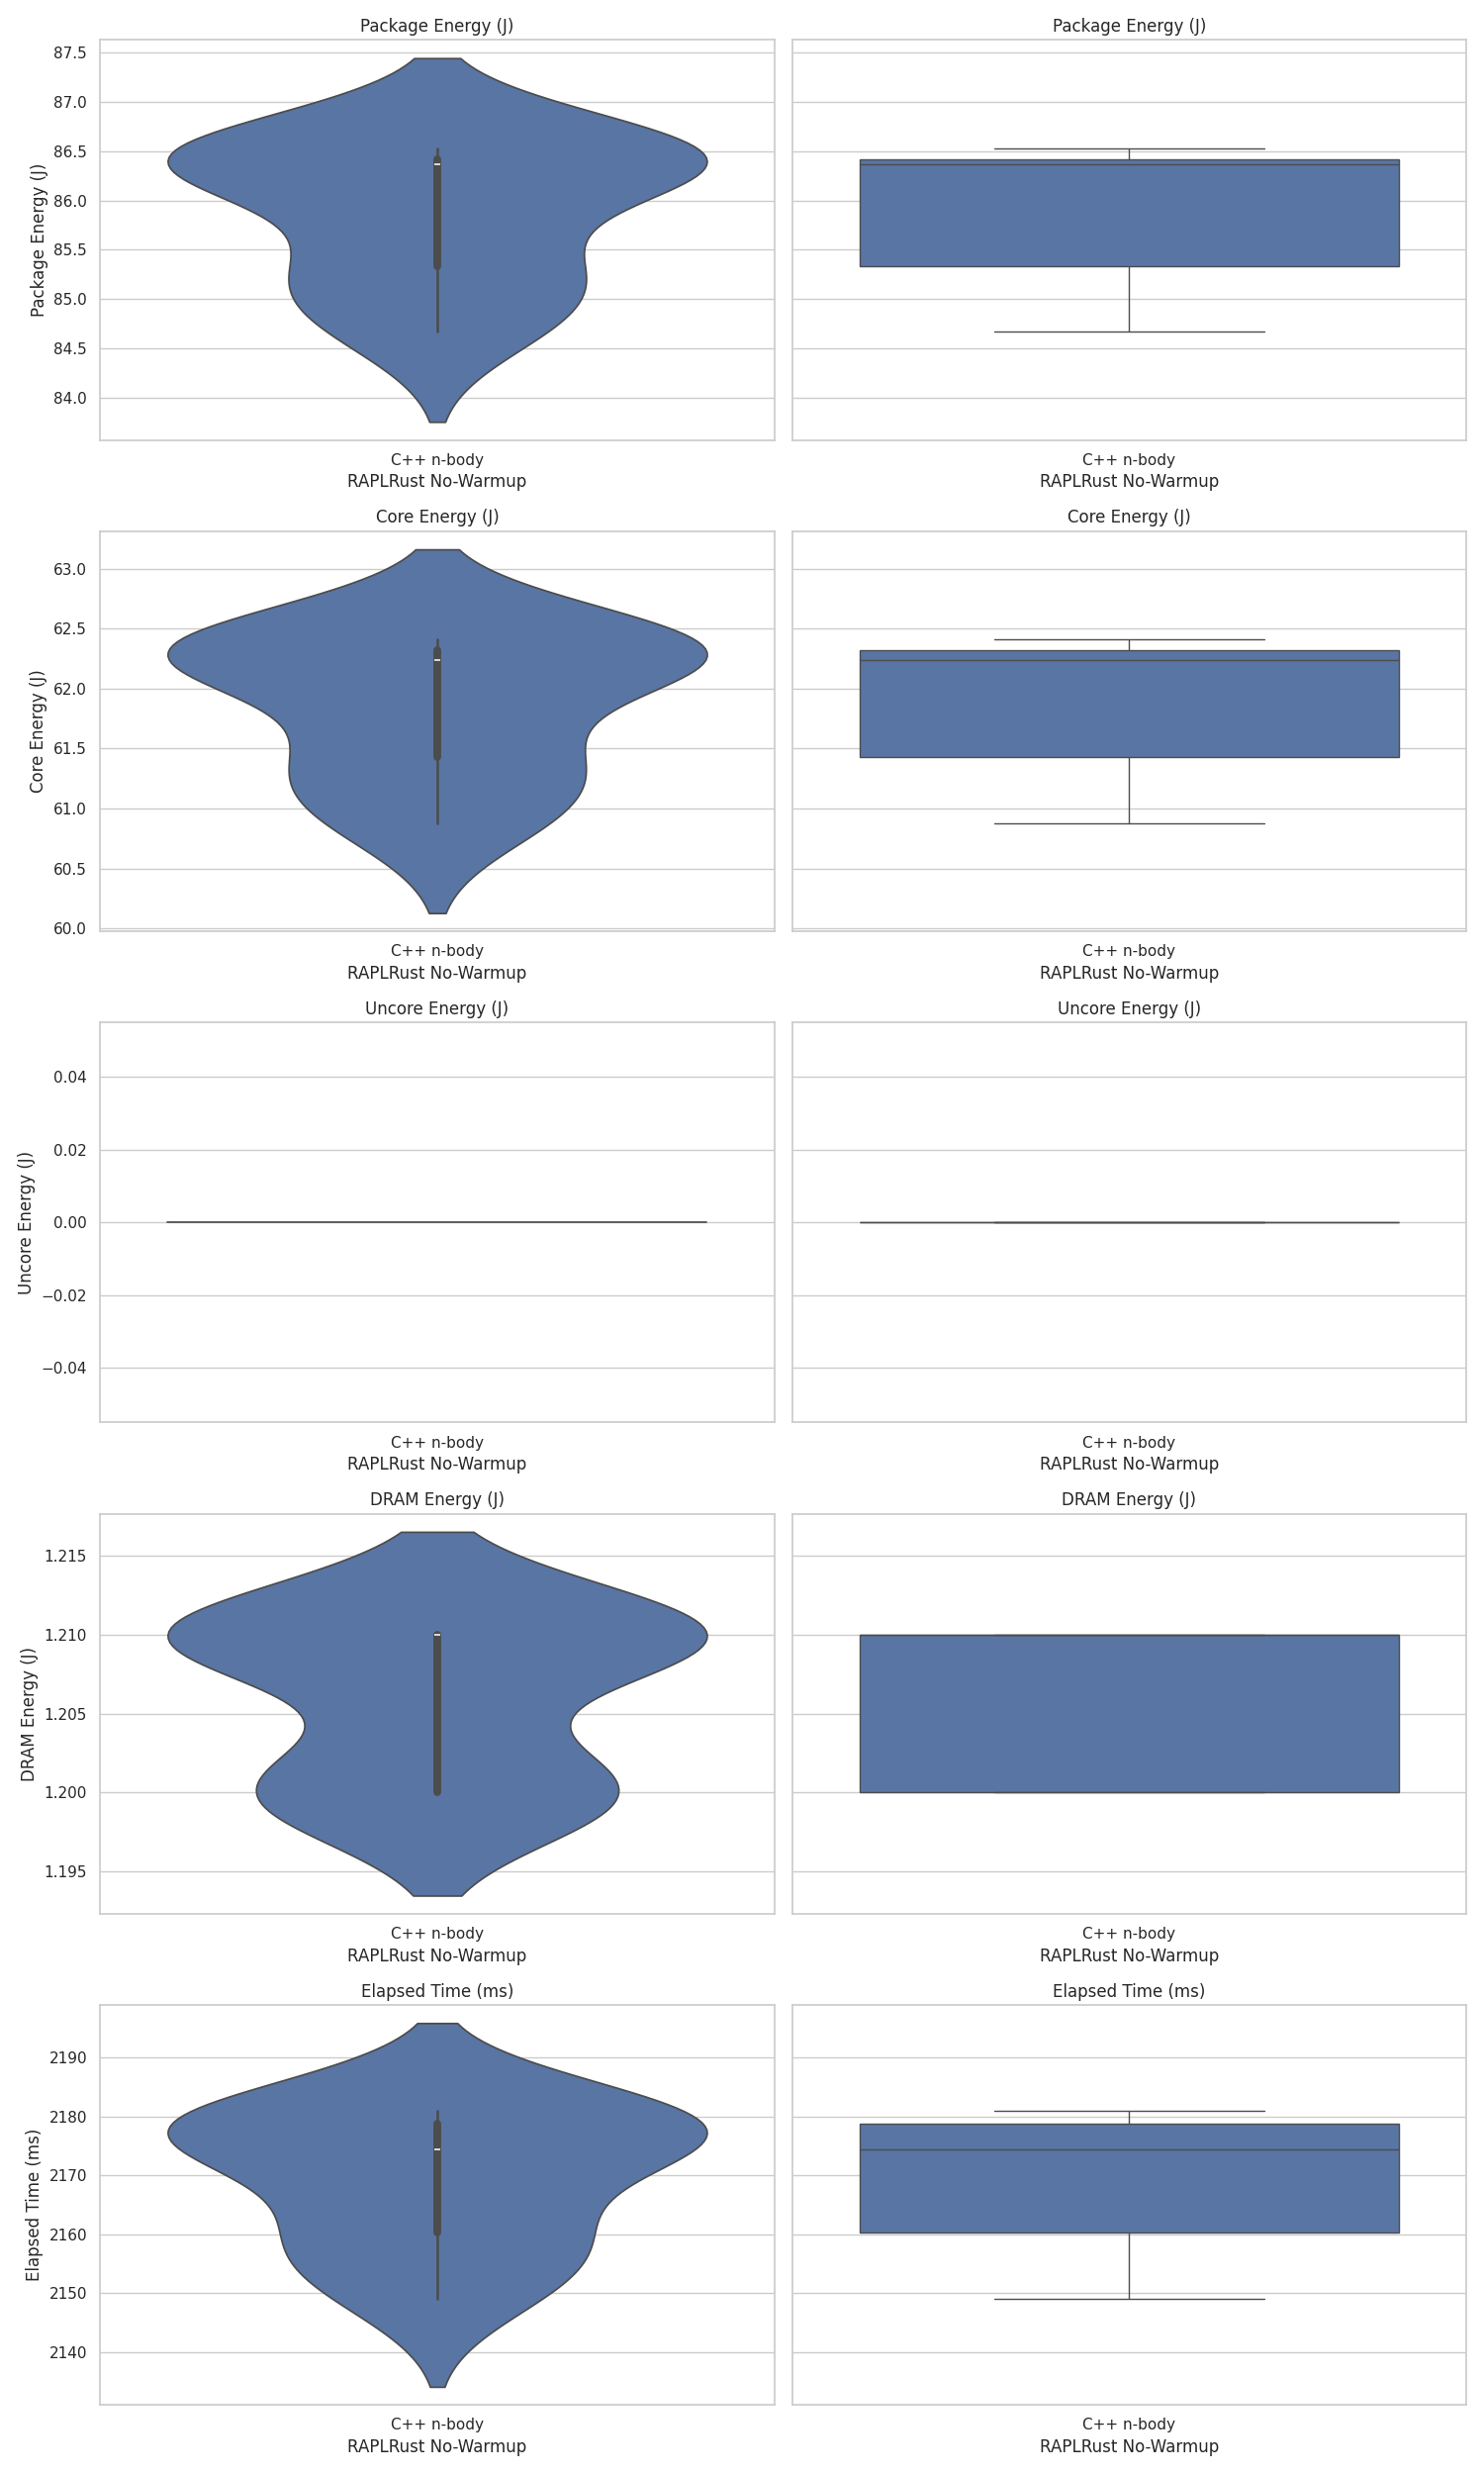 Package Energy (J)
Package Energy (J)
Package Energy (J)
87.5
87.0
86.5
86.0
85.5
85.0
84.5
84.0
C++ n-body
RAPLRust No-Warmup
C++ n-body
RAPLRust No-Warmup
Core Energy (J)
Core Energy (J)
Core Energy (J)
63.0
62.5
62.0
61.5
61.0
60.5
60.0
C++ n-body
RAPLRust No-Warmup
C++ n-body
RAPLRust No-Warmup
Uncore Energy (J)
Uncore Energy (J)
Uncore Energy (J)
0.04
0.02
0.00
−0.02
−0.04
C++ n-body
RAPLRust No-Warmup
C++ n-body
RAPLRust No-Warmup
DRAM Energy (J)
DRAM Energy (J)
DRAM Energy (J)
1.215
1.210
1.205
1.200
1.195
C++ n-body
RAPLRust No-Warmup
C++ n-body
RAPLRust No-Warmup
Elapsed Time (ms)
Elapsed Time (ms)
Elapsed Time (ms)
2190
2180
2170
2160
2150
2140
C++ n-body
RAPLRust No-Warmup
C++ n-body
RAPLRust No-Warmup